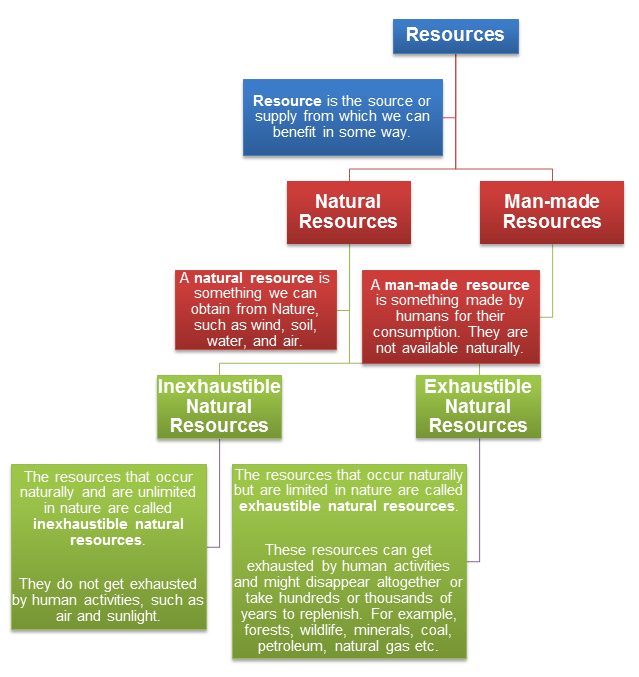 Resources
Resource is the source or
supply from which we can
benefit in some way.
Natural
Resources
Man-made
Resources
A natural resource is
something we can
obtain from Nature,
such as wind, soil,
water, and air.
A man-made resource
is something made by
humans for their
consumption. They are
not available naturally.
Inexhaustible
Natural
Resources
Exhaustible
Natural
Resources
The resources that occur
naturally and are unlimited
in nature are called
inexhaustible natural
resources.
They do not get exhausted
by human activities, such as
air and sunlight.
The resources that occur naturally
but are limited in nature are called
exhaustible natural resources.
These resources can get
exhausted by human activities
and might disappear altogether or
take hundreds or thousands of
years to replenish. For example,
forests, wildlife, minerals, coal,
petroleum, natural gas etc.